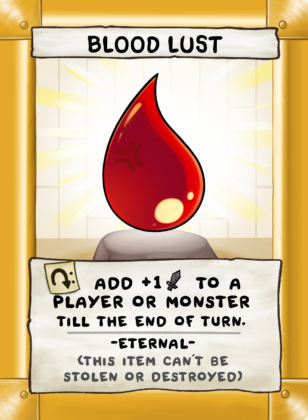 BLOOD LUST
ADD +1 TO A
PLAYER OR MONSTER
TILL THE END OF TURN.
-ETERNAL-
(THIS ITEM CAN'T BE
STOLEN OR DESTROYED)